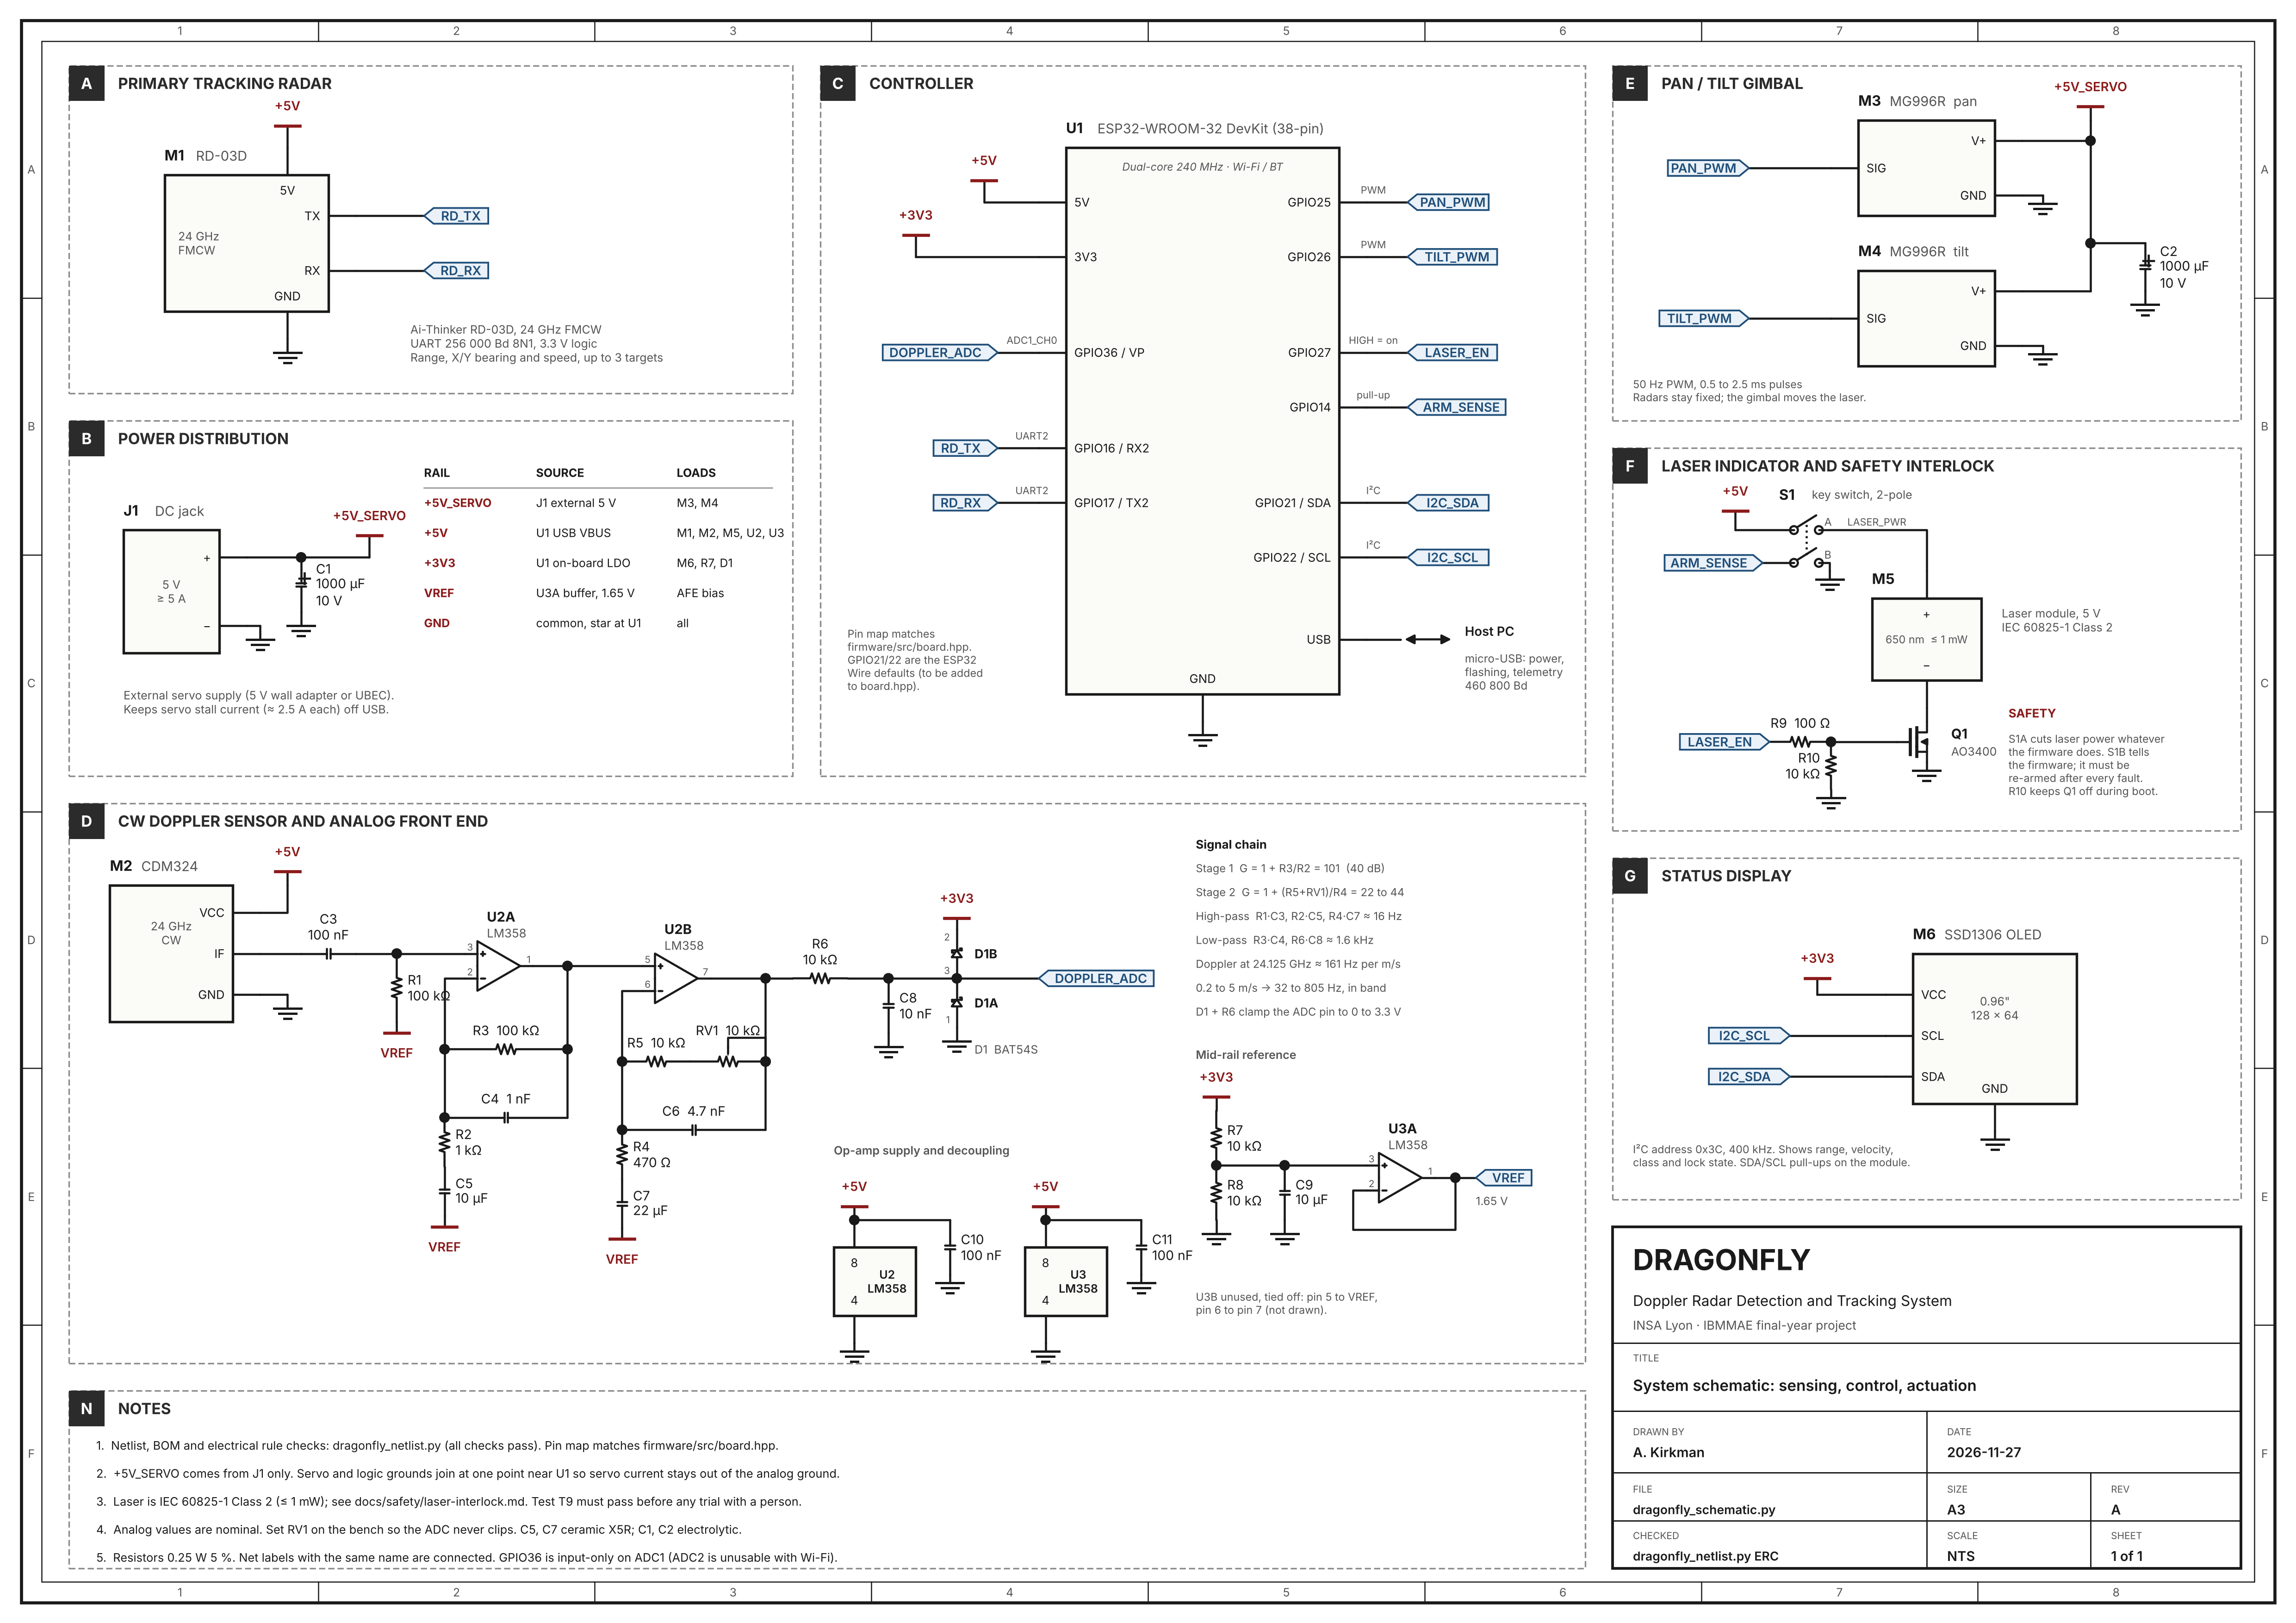 1 2 3 4 5 6 7 8
A
B
C
D
E
F
A PRIMARY TRACKING RADAR
+5V
M1 RD-03D
5V
TX
RD_TX
24 GHz
FMCW
RX
RD_RX
GND
Ai-Thinker RD-03D, 24 GHz FMCW
UART 256 000 Bd 8N1, 3.3 V logic
Range, X/Y bearing and speed, up to 3 targets
B POWER DISTRIBUTION
RAIL SOURCE LOADS
+5V_SERVO J1 external 5 V M3, M4
+5V U1 USB VBUS M1, M2, M5, U2, U3
+3V3 U1 on-board LDO M6, R7, D1
VREF U3A buffer, 1.65 V AFE bias
GND common, star at U1 all
J1 DC jack
+5V_SERVO
+
5 V
≥ 5 A
−
C1
1000 µF
10 V
External servo supply (5 V wall adapter or UBEC).
Keeps servo stall current (≈ 2.5 A each) off USB.
C CONTROLLER
U1 ESP32-WROOM-32 DevKit (38-pin)
Dual-core 240 MHz · Wi-Fi / BT
+5V
5V
+3V3
3V3
DOPPLER_ADC ADC1_CH0 GPIO36 / VP
RD_TX UART2 GPIO16 / RX2
RD_RX UART2 GPIO17 / TX2
GPIO25 PWM PAN_PWM
GPIO26 PWM TILT_PWM
GPIO27 HIGH = on LASER_EN
GPIO14 pull-up ARM_SENSE
GPIO21 / SDA I²C I2C_SDA
GPIO22 / SCL I²C I2C_SCL
USB
Host PC
micro-USB: power,
flashing, telemetry
460 800 Bd
GND
Pin map matches
firmware/src/board.hpp.
GPIO21/22 are the ESP32
Wire defaults (to be added
to board.hpp).
D CW DOPPLER SENSOR AND ANALOG FRONT END
M2 CDM324
+5V
VCC
24 GHz
CW
IF
GND
C3
100 nF
R1
100 kΩ
VREF
U2A
LM358
3
+
2
−
1
R3 100 kΩ
C4 1 nF
R2
1 kΩ
C5
10 µF
VREF
U2B
LM358
5
+
6
−
7
R5 10 kΩ
RV1 10 kΩ
C6 4.7 nF
R4
470 Ω
C7
22 µF
VREF
R6
10 kΩ
C8
10 nF
+3V3
2
D1B
3
D1A
1
D1 BAT54S
DOPPLER_ADC
Signal chain
Stage 1 G = 1 + R3/R2 = 101 (40 dB)
Stage 2 G = 1 + (R5+RV1)/R4 = 22 to 44
High-pass R1·C3, R2·C5, R4·C7 ≈ 16 Hz
Low-pass R3·C4, R6·C8 ≈ 1.6 kHz
Doppler at 24.125 GHz ≈ 161 Hz per m/s
0.2 to 5 m/s → 32 to 805 Hz, in band
D1 + R6 clamp the ADC pin to 0 to 3.3 V
Mid-rail reference
+3V3
R7
10 kΩ
R8
10 kΩ
C9
10 µF
U3A
LM358
3
+
2
−
1
VREF
1.65 V
Op-amp supply and decoupling
+5V
C10
100 nF
8
U2
LM358
4
+5V
C11
100 nF
8
U3
LM358
4
U3B unused, tied off: pin 5 to VREF,
pin 6 to pin 7 (not drawn).
E PAN / TILT GIMBAL
+5V_SERVO
M3 MG996R pan
V+
PAN_PWM
SIG
GND
M4 MG996R tilt
V+
TILT_PWM
SIG
GND
C2
1000 µF
10 V
50 Hz PWM, 0.5 to 2.5 ms pulses
Radars stay fixed; the gimbal moves the laser.
F LASER INDICATOR AND SAFETY INTERLOCK
+5V
S1 key switch, 2-pole
A LASER_PWR
ARM_SENSE
B
M5
+
650 nm ≤ 1 mW
−
Laser module, 5 V
IEC 60825-1 Class 2
R9 100 Ω
LASER_EN
R10
10 kΩ
Q1
AO3400
SAFETY
S1A cuts laser power whatever
the firmware does. S1B tells
the firmware; it must be
re-armed after every fault.
R10 keeps Q1 off during boot.
G STATUS DISPLAY
M6 SSD1306 OLED
+3V3
VCC
0.96"
128 × 64
I2C_SCL
SCL
I2C_SDA
SDA
GND
I²C address 0x3C, 400 kHz. Shows range, velocity,
class and lock state. SDA/SCL pull-ups on the module.
N NOTES
1. Netlist, BOM and electrical rule checks: dragonfly_netlist.py (all checks pass). Pin map matches firmware/src/board.hpp.
2. +5V_SERVO comes from J1 only. Servo and logic grounds join at one point near U1 so servo current stays out of the analog ground.
3. Laser is IEC 60825-1 Class 2 (≤ 1 mW); see docs/safety/laser-interlock.md. Test T9 must pass before any trial with a person.
4. Analog values are nominal. Set RV1 on the bench so the ADC never clips. C5, C7 ceramic X5R; C1, C2 electrolytic.
5. Resistors 0.25 W 5 %. Net labels with the same name are connected. GPIO36 is input-only on ADC1 (ADC2 is unusable with Wi-Fi).
DRAGONFLY
Doppler Radar Detection and Tracking System
INSA Lyon · IBMMAE final-year project
TITLE
System schematic: sensing, control, actuation
DRAWN BY
A. Kirkman
DATE
2026-11-27
FILE
dragonfly_schematic.py
SIZE
A3
REV
A
CHECKED
dragonfly_netlist.py ERC
SCALE
NTS
SHEET
1 of 1
A
B
C
D
E
F
1 2 3 4 5 6 7 8